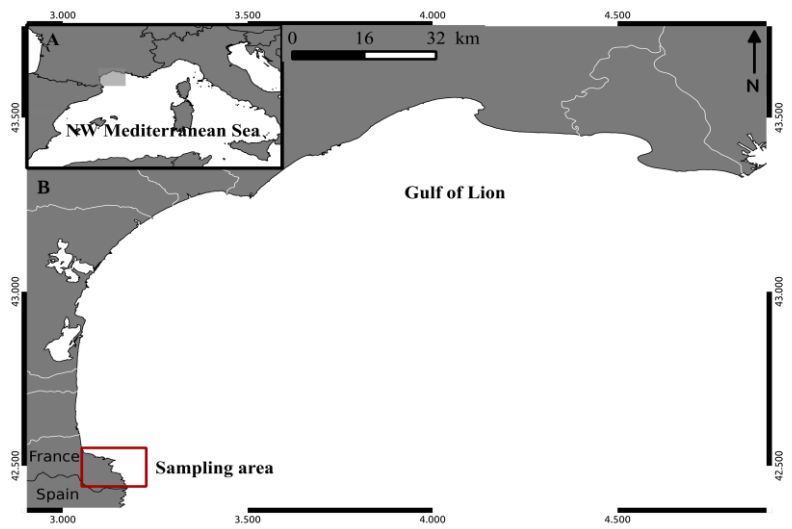 3.000 3.500 4.000 4.500
A
0 16 32 km
N
NW Mediterranean Sea
43.500 43.500
B
Gulf of Lion
43.000 43.000
France
Sampling area
42.500 42.500
Spain
3.000 3.500 4.000 4.500